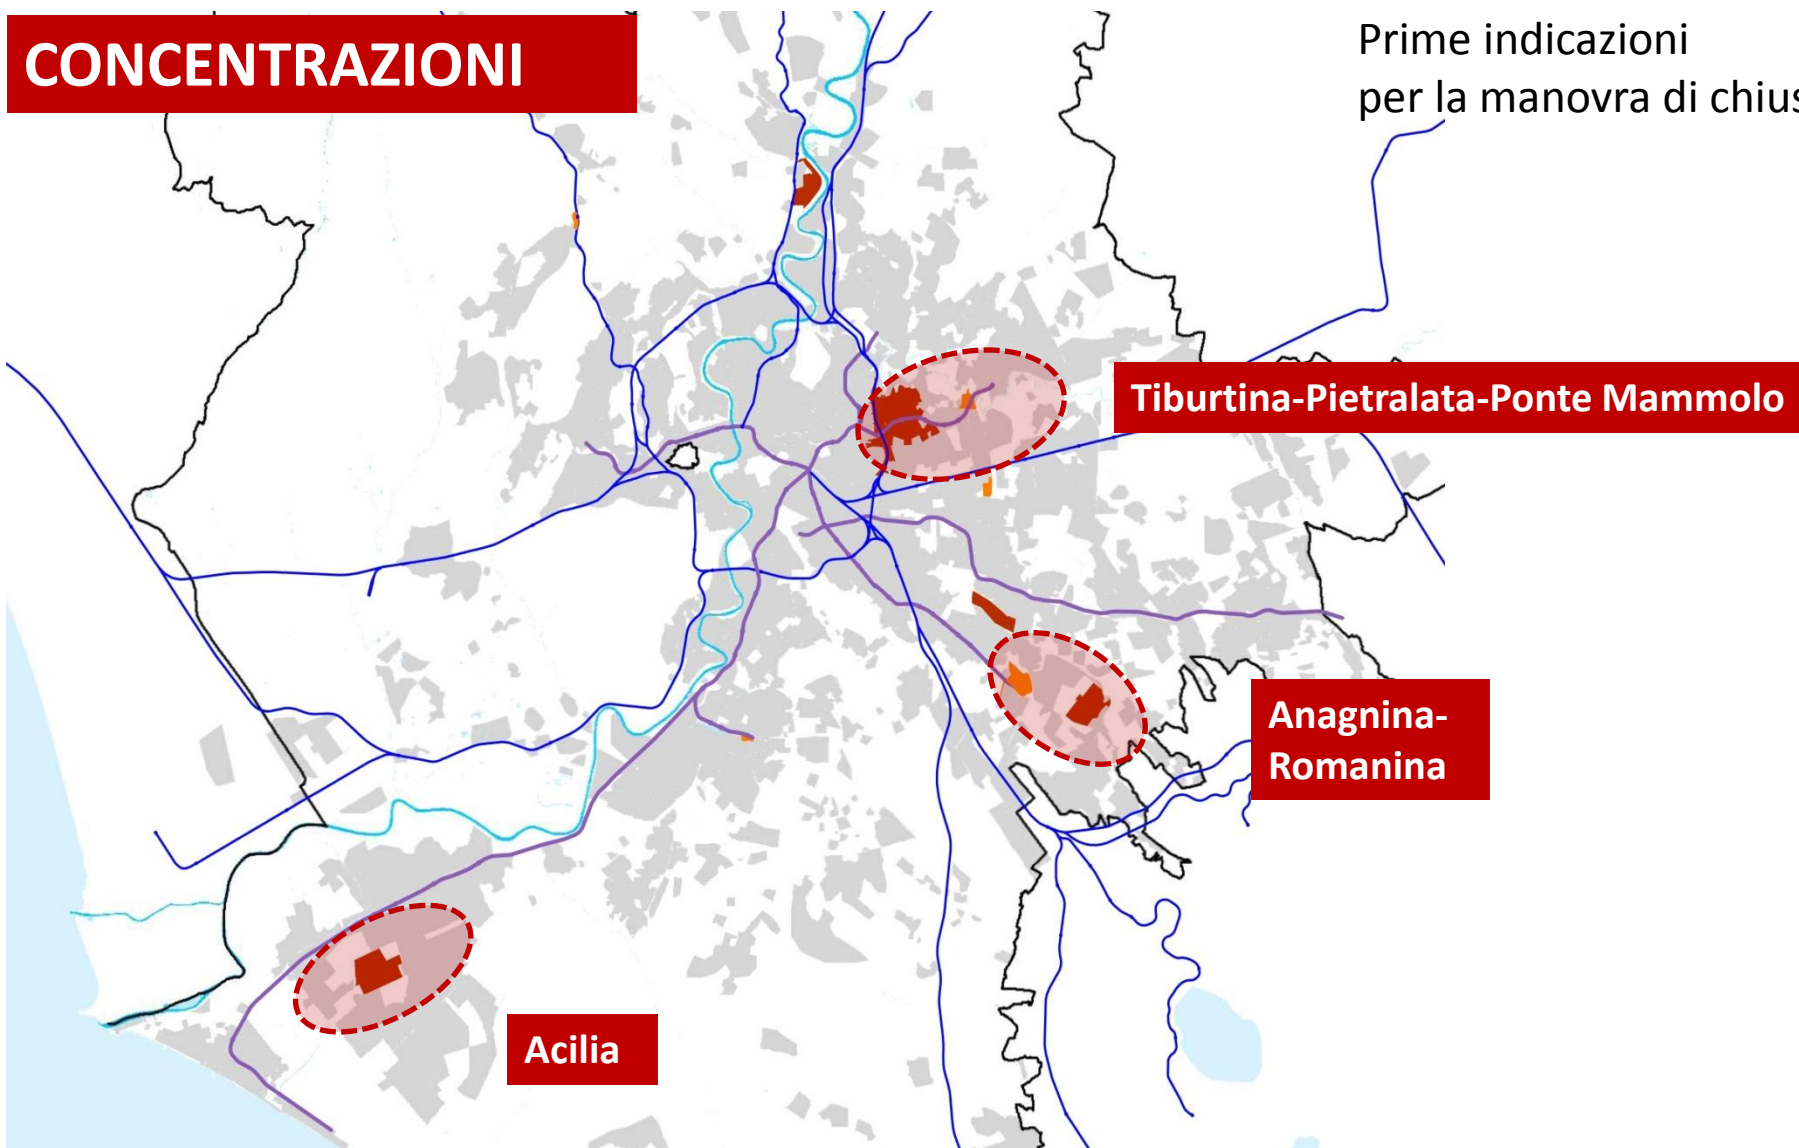 CONCENTRAZIONI
Prime indicazioni
per la manovra di
Tiburtina-Pietralata-Ponte Mammolo
Anagnina-
Romanina
Acilia